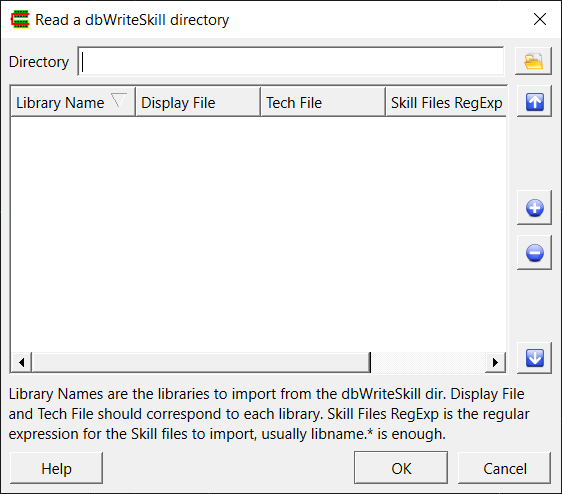 Read a dbWriteSkill directory
Directory
Library Name Display File Tech File Skill Files RegExp
Library Names are the libraries to import from the dbWriteSkill dir. Display File
and Tech File should correspond to each library. Skill Files RegExp is the regular
expression for the Skill files to import, usually libname.* is enough.
Help OK Cancel